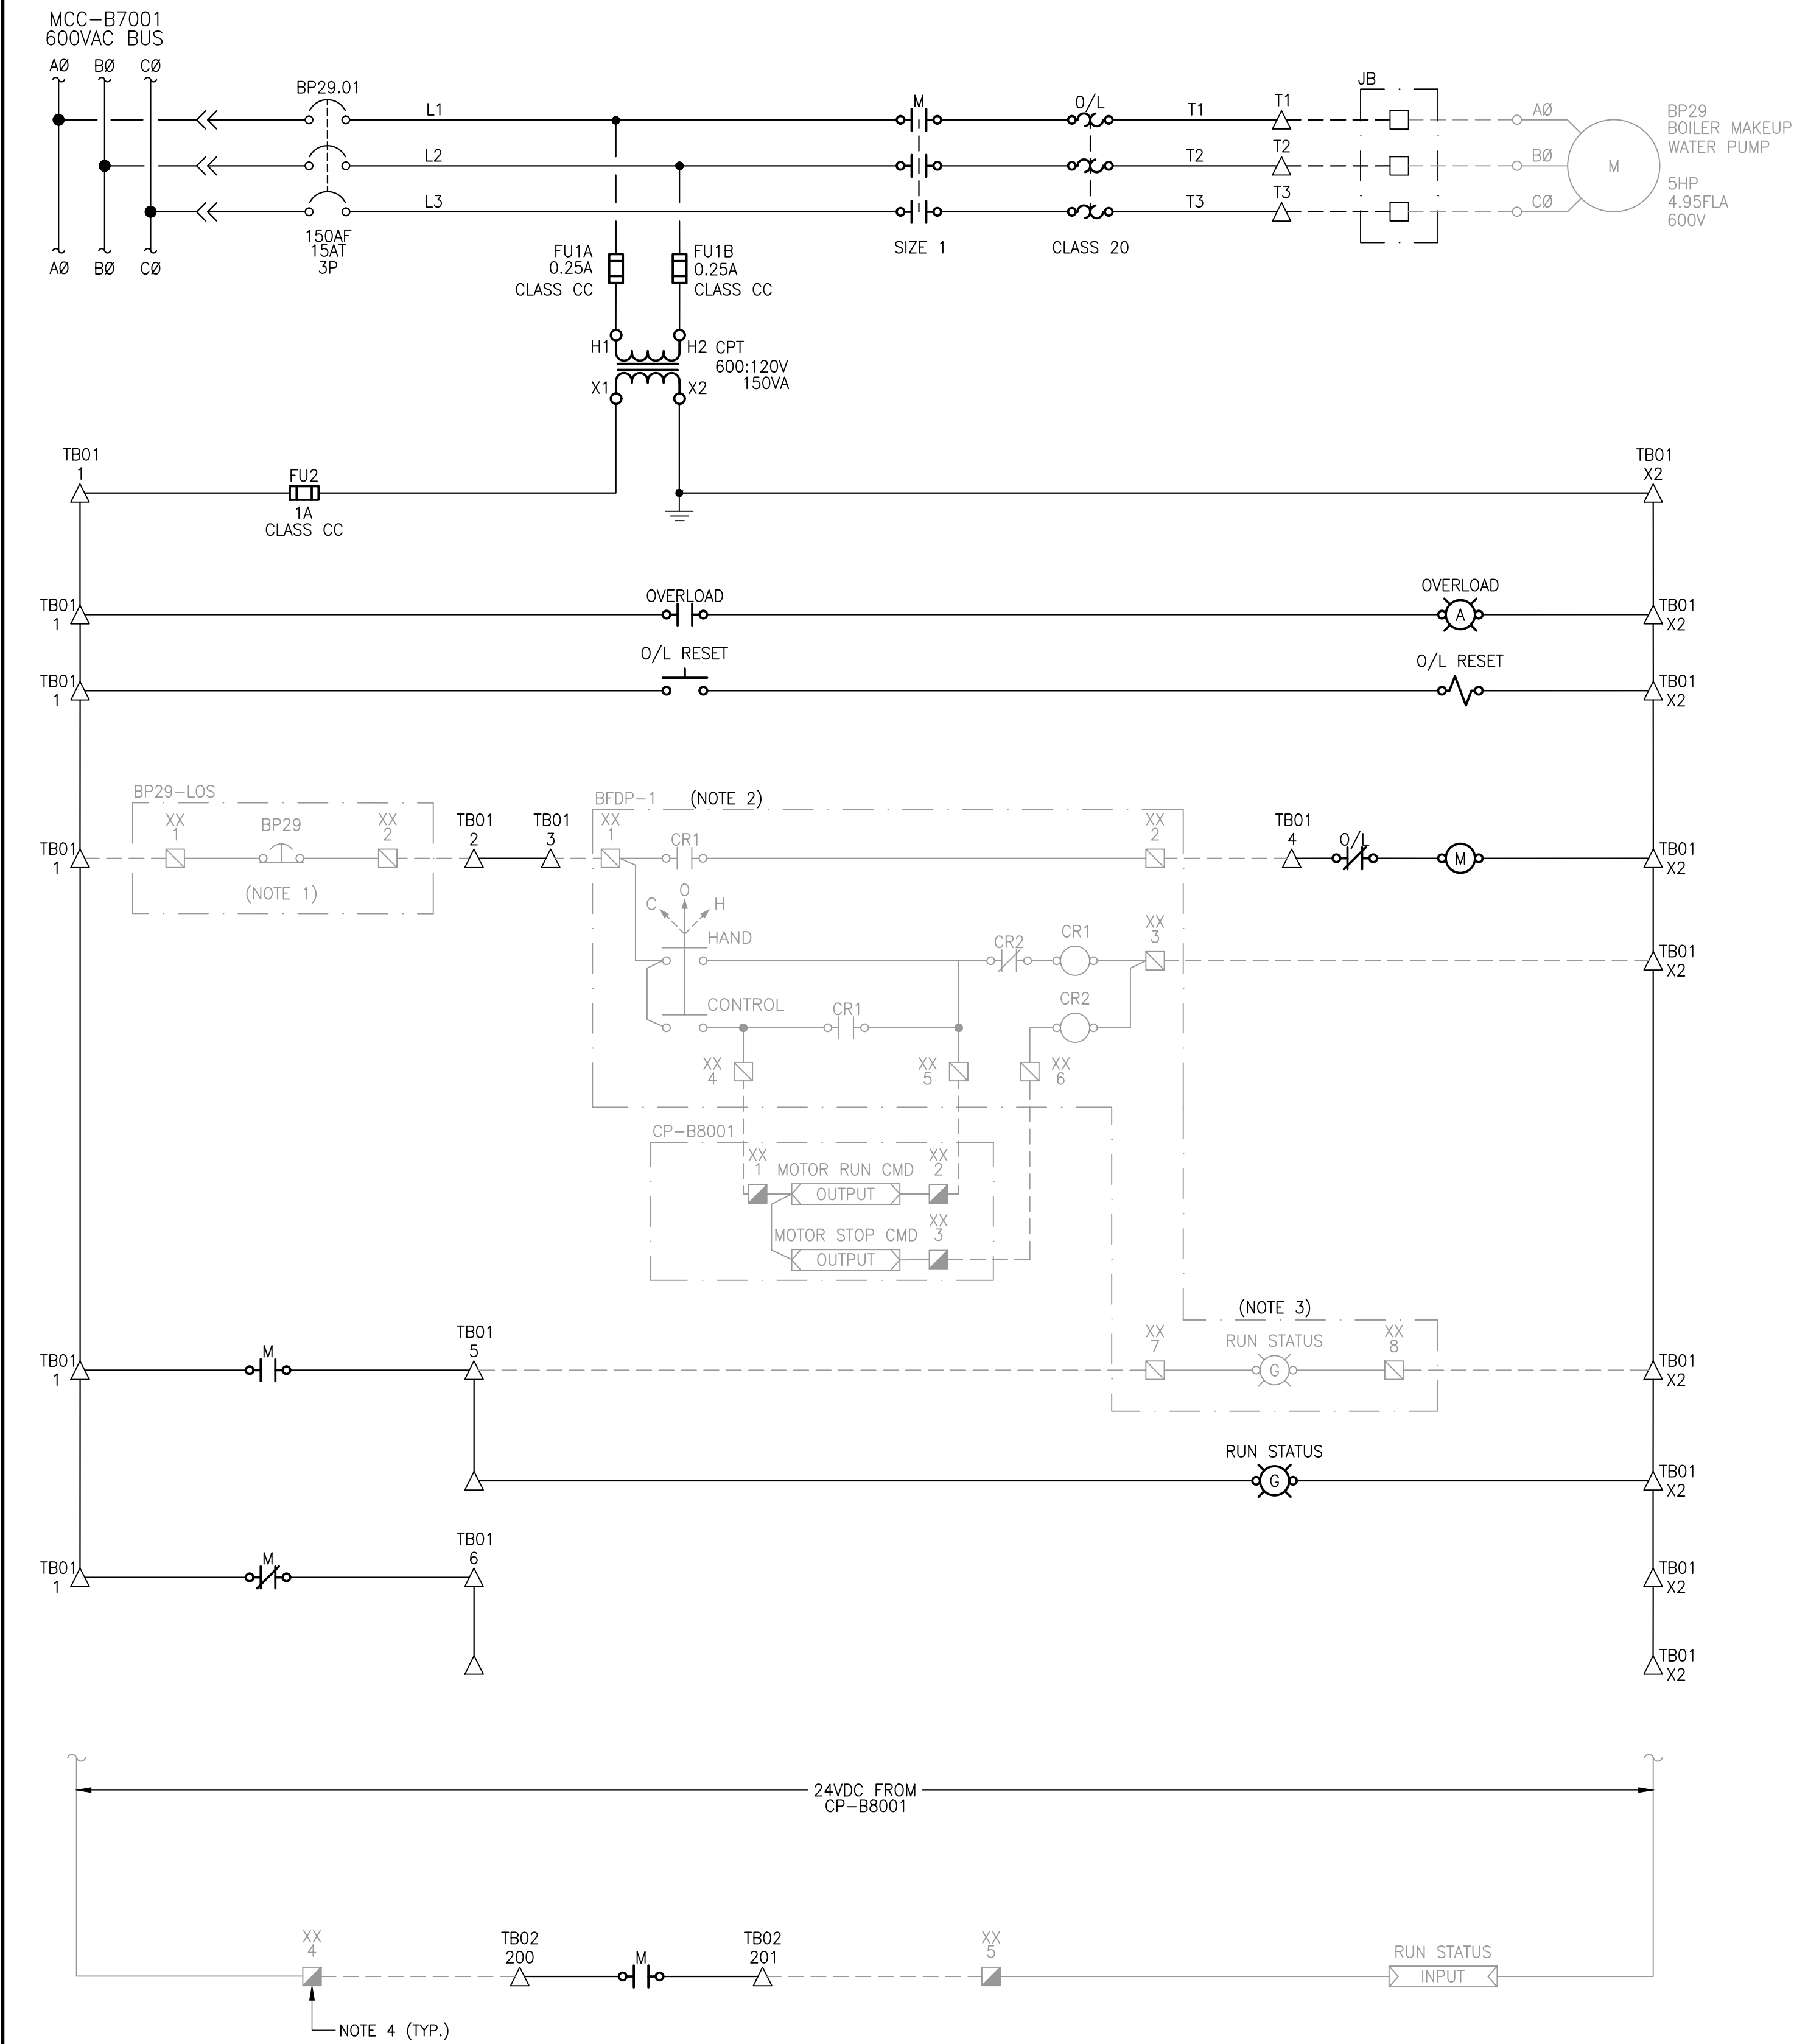 MCC-B7001
600VAC BUS
AØ BØ CØ
BP29.01
L1
L2
L3
150AF
15AT
3P
AØ BØ CØ
M
SIZE 1
O/L
CLASS 20
T1
T2
T3
T1
T2
T3
JB
AØ
BØ
CØ
M
BP29
BOILER MAKEUP
WATER PUMP
5HP
4.95FLA
600V
FU1A
0.25A
CLASS CC
FU1B
0.25A
CLASS CC
H1
H2
CPT
600:120V
150VA
X1
X2
TB01
1
FU2
1A
CLASS CC
TB01
X2
TB01
1
OVERLOAD
OVERLOAD
A
TB01
X2
TB01
1
O/L RESET
O/L RESET
TB01
X2
BP29-LOS
XX
1
BP29
XX
2
(NOTE 1)
TB01
1
TB01
2
TB01
3
BFDP-1
(NOTE 2)
XX
1
CR1
XX
2
TB01
4
O/L
M
TB01
X2
C
O
H
HAND
CR2
CR1
XX
3
TB01
X2
CONTROL
CR1
CR2
XX
4
XX
5
XX
6
CP-B8001
XX
1
MOTOR RUN CMD
XX
2
OUTPUT
MOTOR STOP CMD
XX
3
OUTPUT
(NOTE 3)
TB01
1
M
TB01
5
XX
7
RUN STATUS
G
XX
8
TB01
X2
RUN STATUS
G
TB01
X2
TB01
1
M
TB01
6
TB01
X2
TB01
X2
24VDC FROM
CP-B8001
XX
4
TB02
200
M
TB02
201
XX
5
RUN STATUS
INPUT
NOTE 4 (TYP.)